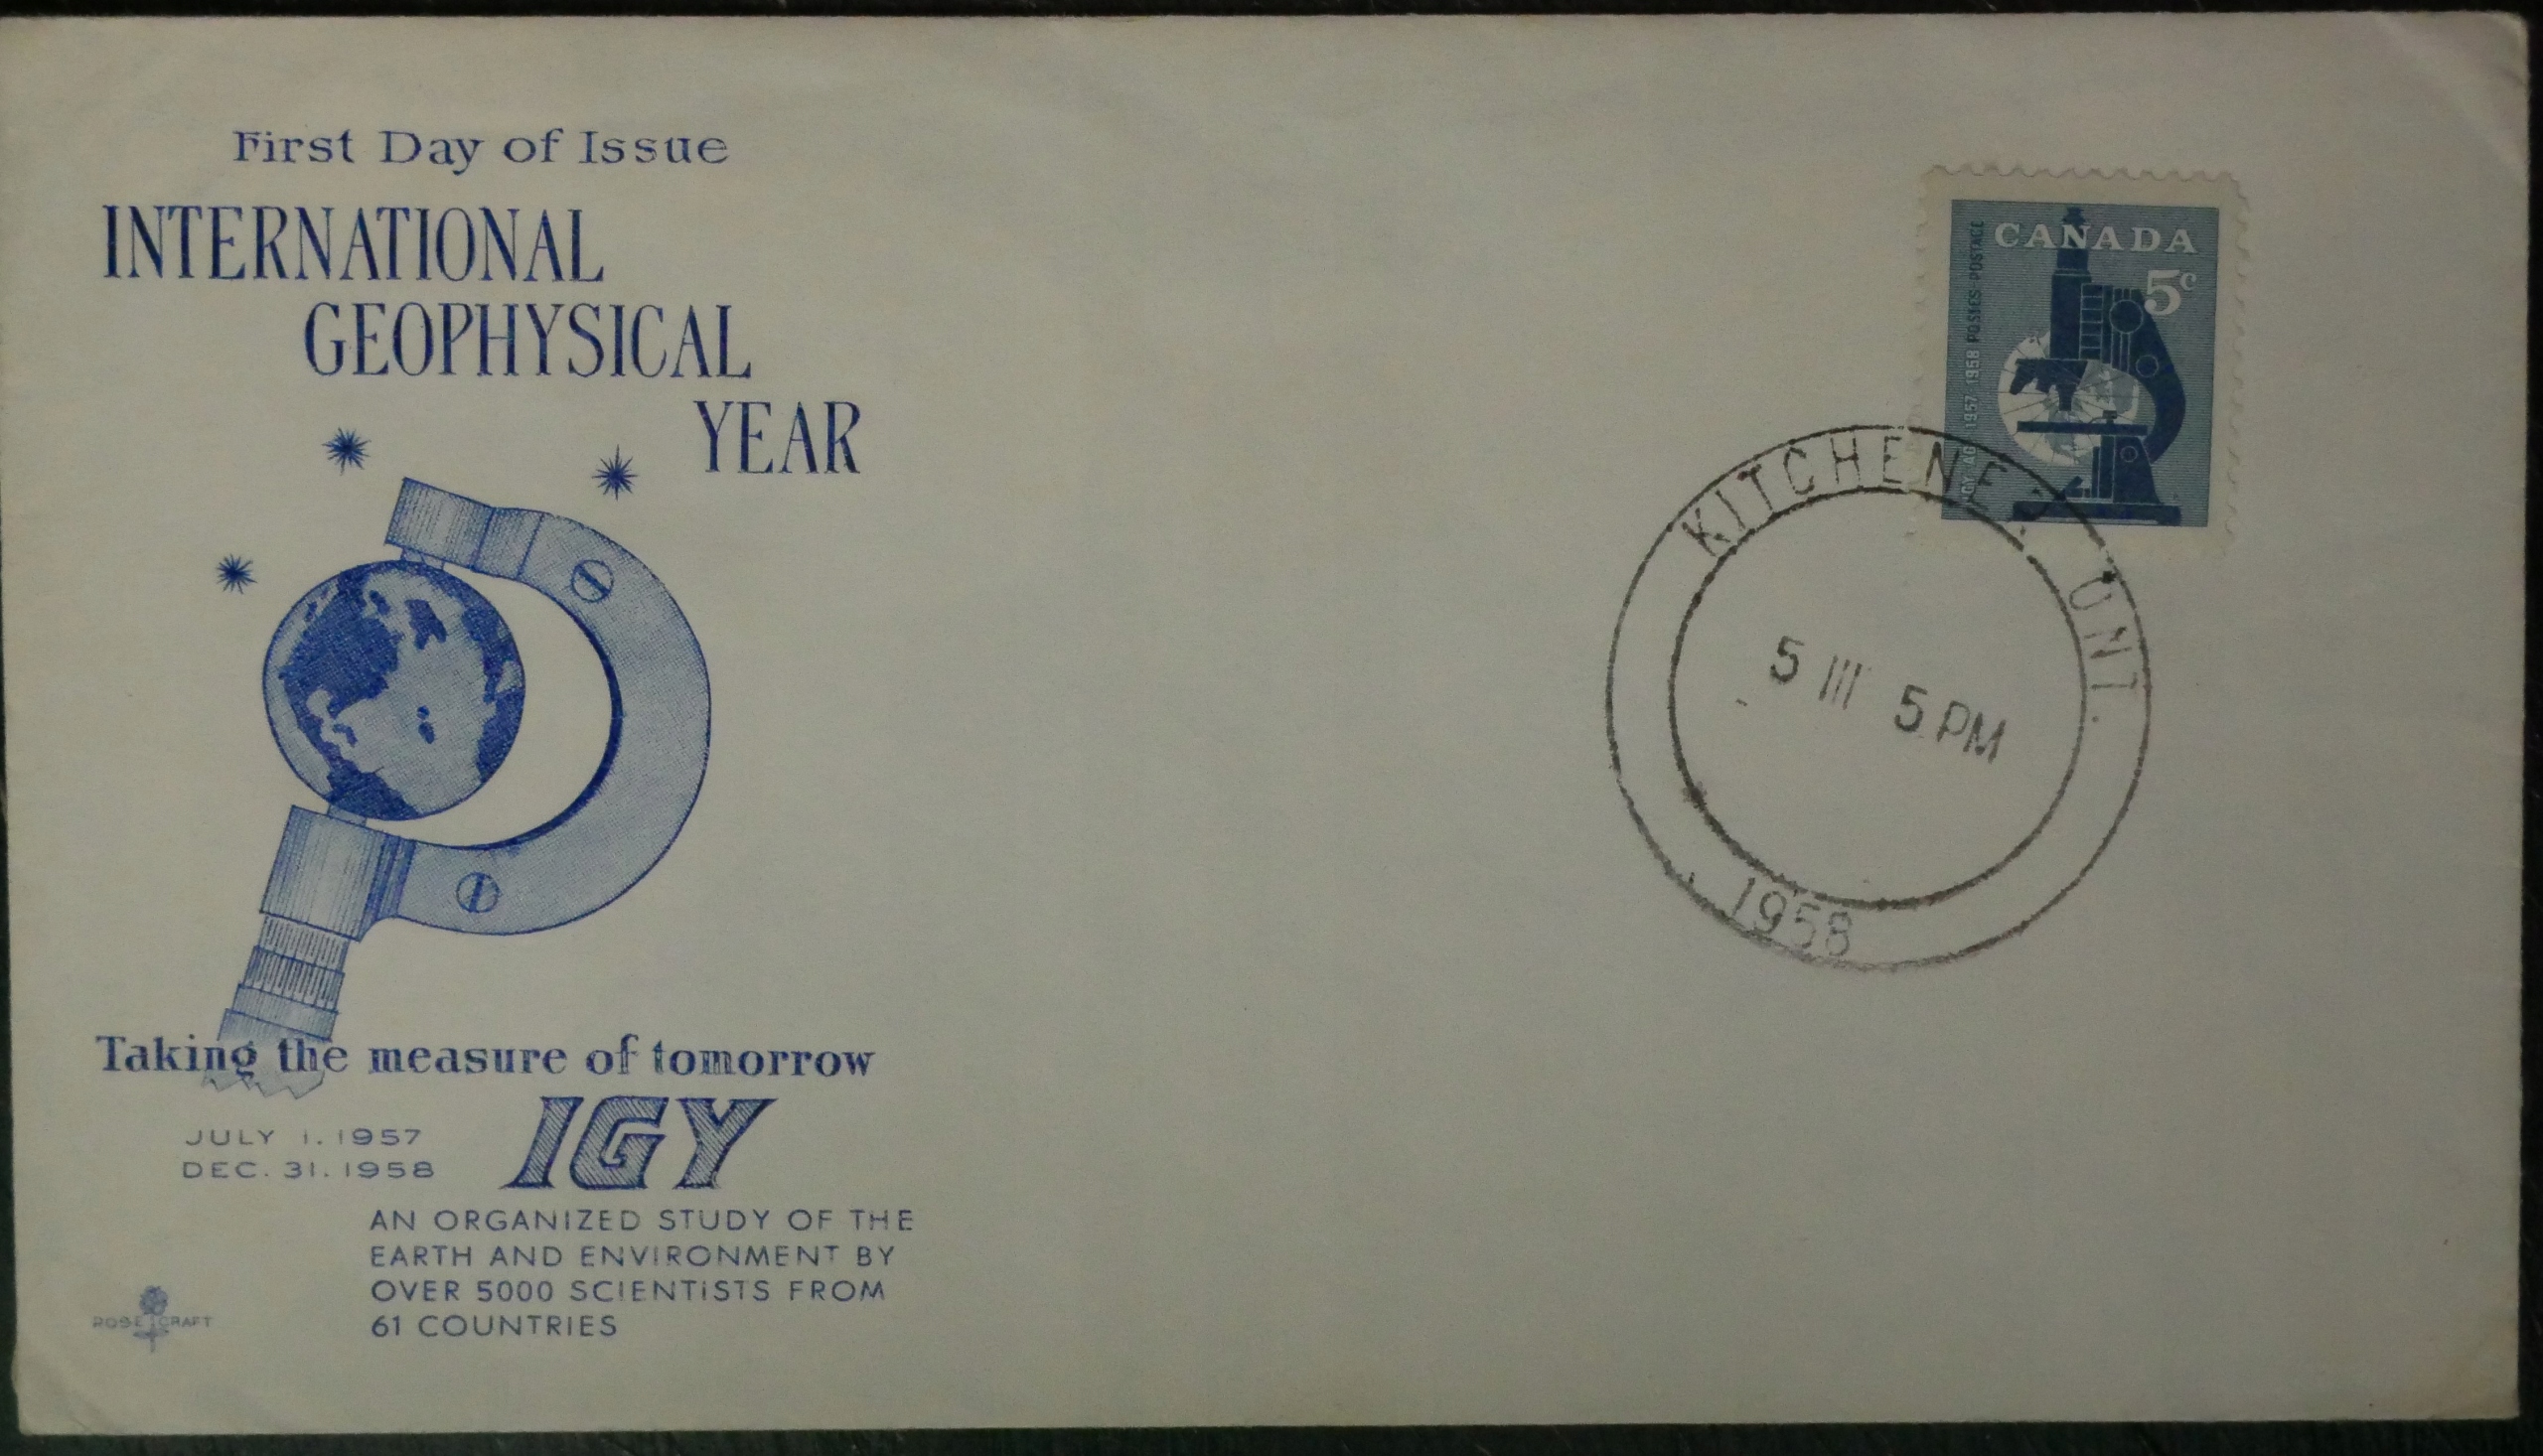 First Day of Issue
INTERNATIONAL
GEOPHYSICAL
YEAR
Taking the measure of tomorrow
JULY 1. 1957
DEC. 31. 1958
IGY
AN ORGANIZED STUDY OF THE
EARTH AND ENVIRONMENT BY
OVER 5000 SCIENTISTS FROM
61 COUNTRIES
ROSE CRAFT
CANADA
5c
1957 1958 POSTES POSTAGE
KITCHENER ONT.
5 III 5 PM
1958